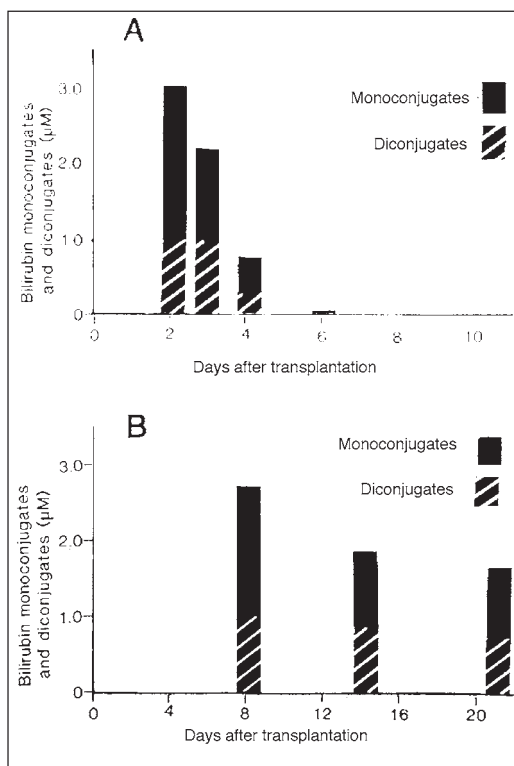 A
Bilirubin monoconjugates
and diconjugates (μM)
3.0
2.0
1.0
0
Monoconjugates
Diconjugates
0 2 4 6 8 10
Days after transplantation
B
Bilirubin monoconjugates
and diconjugates (μM)
3.0
2.0
1.0
0
Monoconjugates
Diconjugates
0 4 8 12 16 20
Days after transplantation